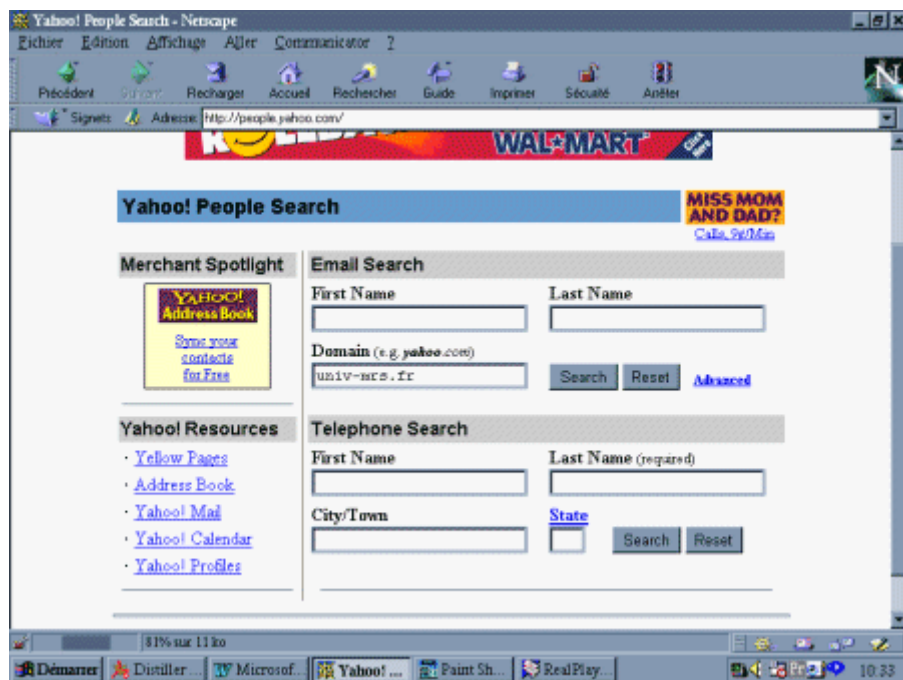 Yahoo! People Search - Netscape
Fichier Edition Affichage Aller Communicator ?
Précédent Suivant Recharger Accueil Rechercher Guide Imprimer Sécurité Arrêter
N
Signets Adresse: http://people.yahoo.com/
WAL★MART Click Here
Yahoo! People Search
MISS MOM
AND DAD?
Calls, 9¢/Min
Merchant Spotlight
YAHOO!
Address Book
Sync your
contacts
for Free
Email Search
First Name Last Name
Domain (e.g. yahoo.com)
univ-mrs.fr Search Reset Advanced
Yahoo! Resources
· Yellow Pages
· Address Book
· Yahoo! Mail
· Yahoo! Calendar
· Yahoo! Profiles
Telephone Search
First Name Last Name (required)
City/Town State
Search Reset
81% sur 11 ko
Démarrer Distiller ... Microsof... Yahoo! ... Paint Sh... RealPlay... 10:33